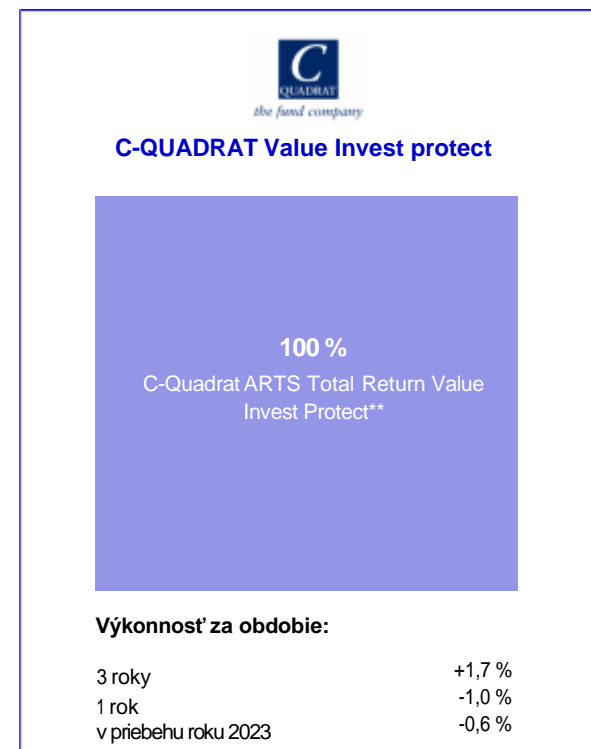 C
QUADRAT
the fund company
C-QUADRAT Value Invest protect
100 %
C-Quadrat ARTS Total Return Value
Invest Protect**
Výkonnosť za obdobie:
3 roky +1,7 %
1 rok -1,0 %
v priebehu roku 2023 -0,6 %